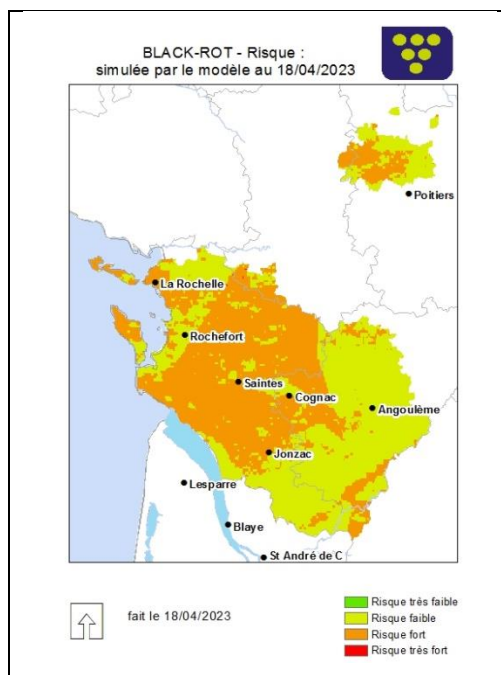 BLACK-ROT - Risque :
simulée par le modèle au 18/04/2023
Poitiers
La Rochelle
Rochefort
Saintes
Cognac
Angoulême
Jonzac
Lesparre
Blaye
St André de C
fait le 18/04/2023
Risque très faible
Risque faible
Risque fort
Risque très fort